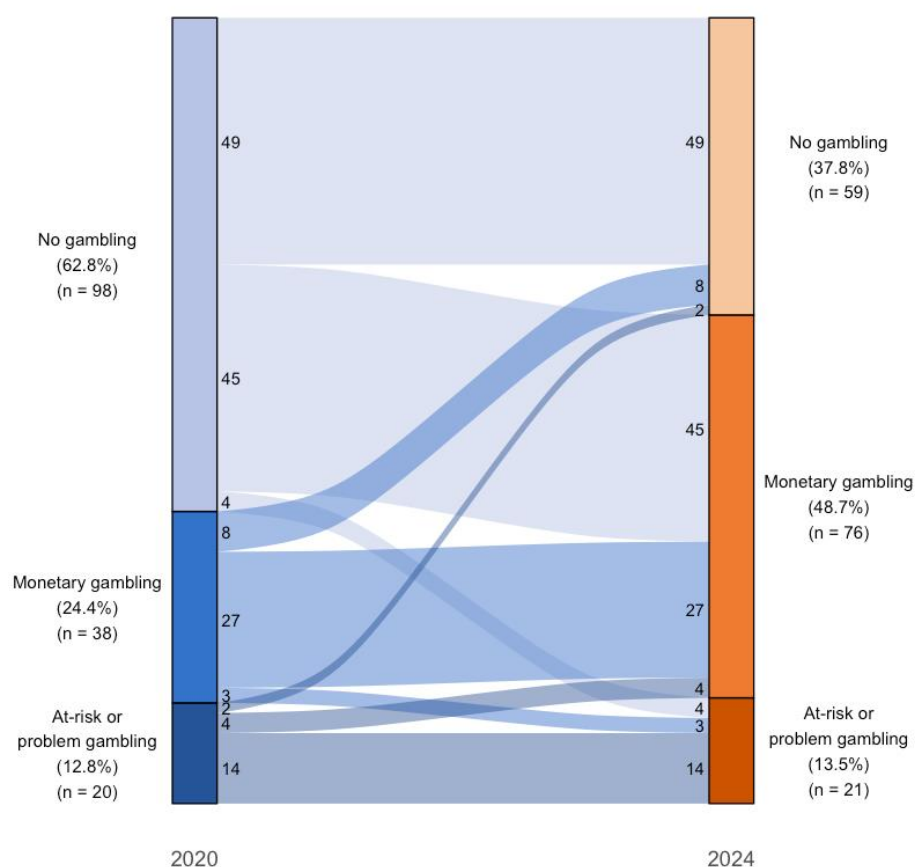 No gambling
(62.8%)
(n = 98)
Monetary gambling
(24.4%)
(n = 38)
At-risk or
problem gambling
(12.8%)
(n = 20)
49
45
4
8
27
3
2
4
14
49
8
2
45
27
4
4
3
14
No gambling
(37.8%)
(n = 59)
Monetary gambling
(48.7%)
(n = 76)
At-risk or
problem gambling
(13.5%)
(n = 21)
2020
2024